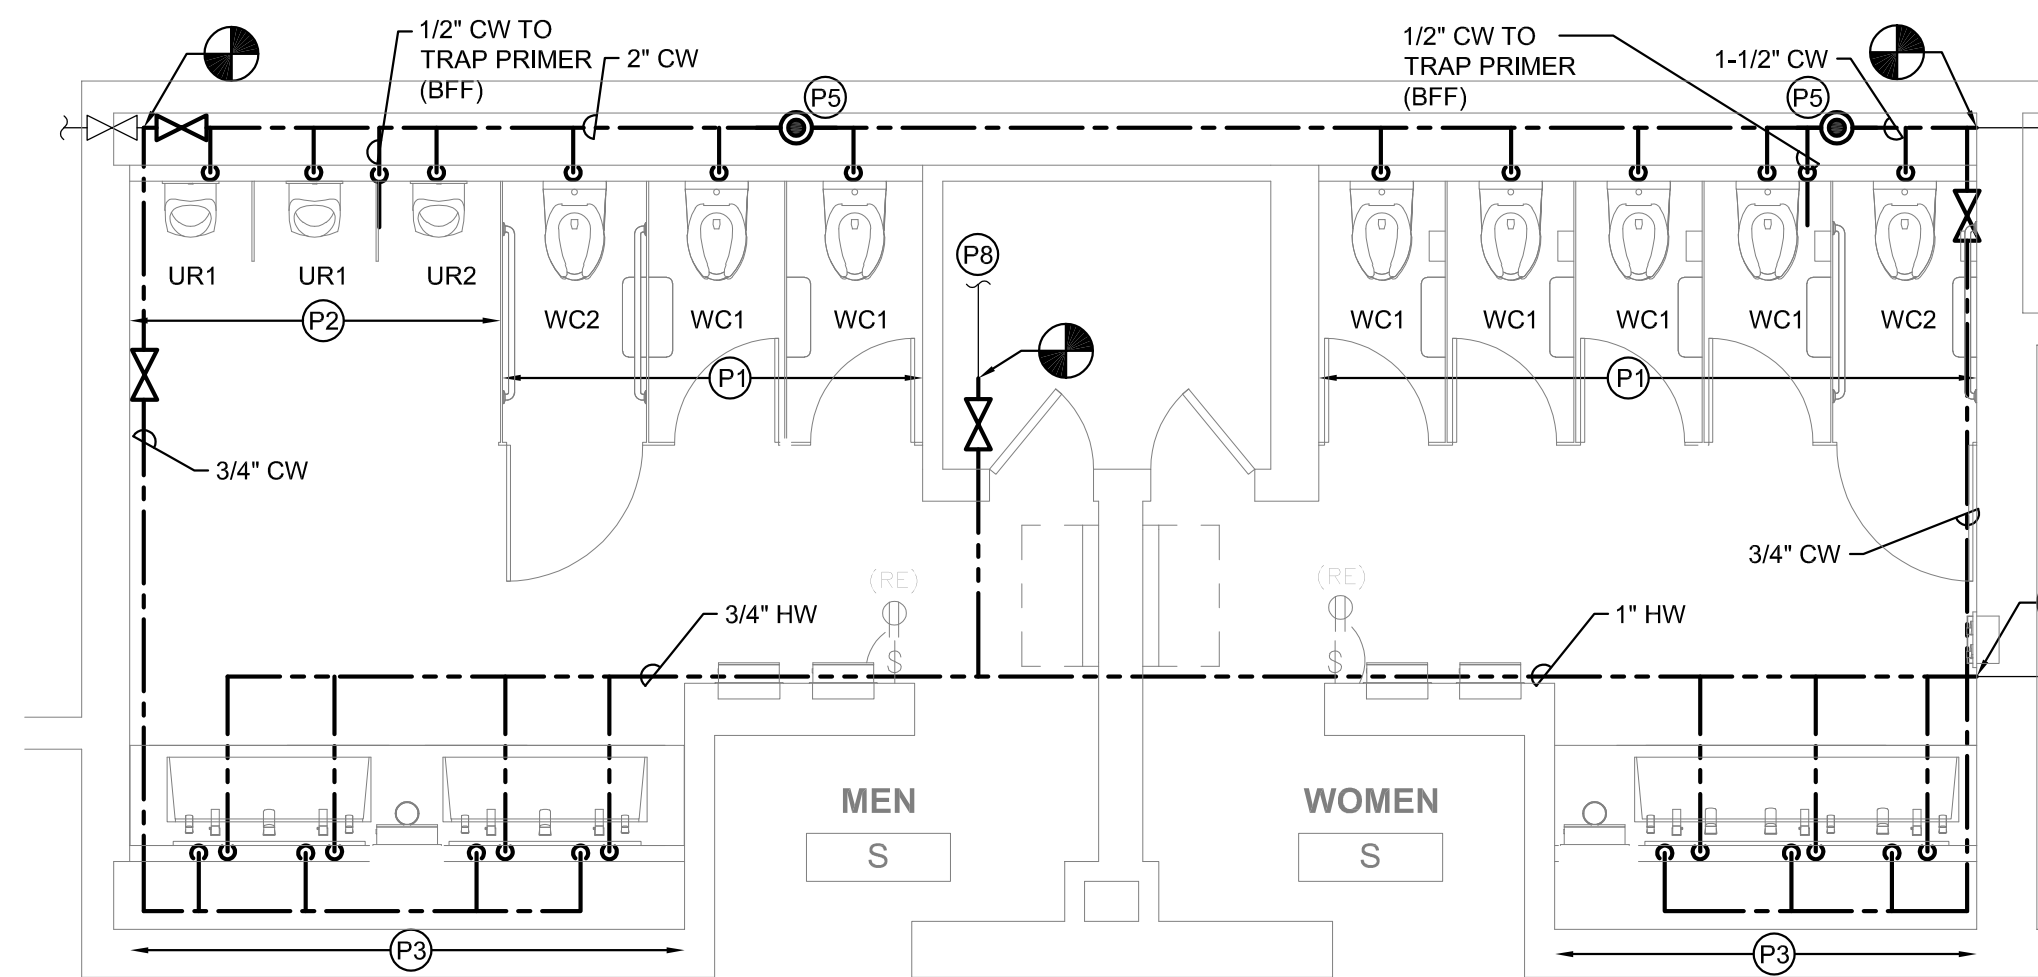 1/2" CW TO
TRAP PRIMER
(BFF)
2" CW
P5
1/2" CW TO
TRAP PRIMER
(BFF)
1-1/2" CW
P5
UR1
UR1
UR2
P8
P2
WC2
WC1
WC1
WC1
WC1
WC1
WC1
WC2
P1
P1
3/4" CW
3/4" CW
(RE)
(RE)
3/4" HW
1" HW
S
S
MEN
WOMEN
S
S
P3
P3